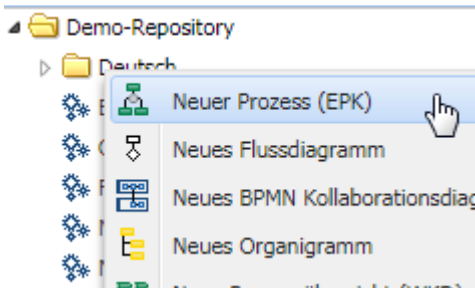 Demo-Repository
Deutsch
Neuer Prozess (EPK)
Neues Flussdiagramm
Neues BPMN Kollaborationsdiag
Neues Organigramm